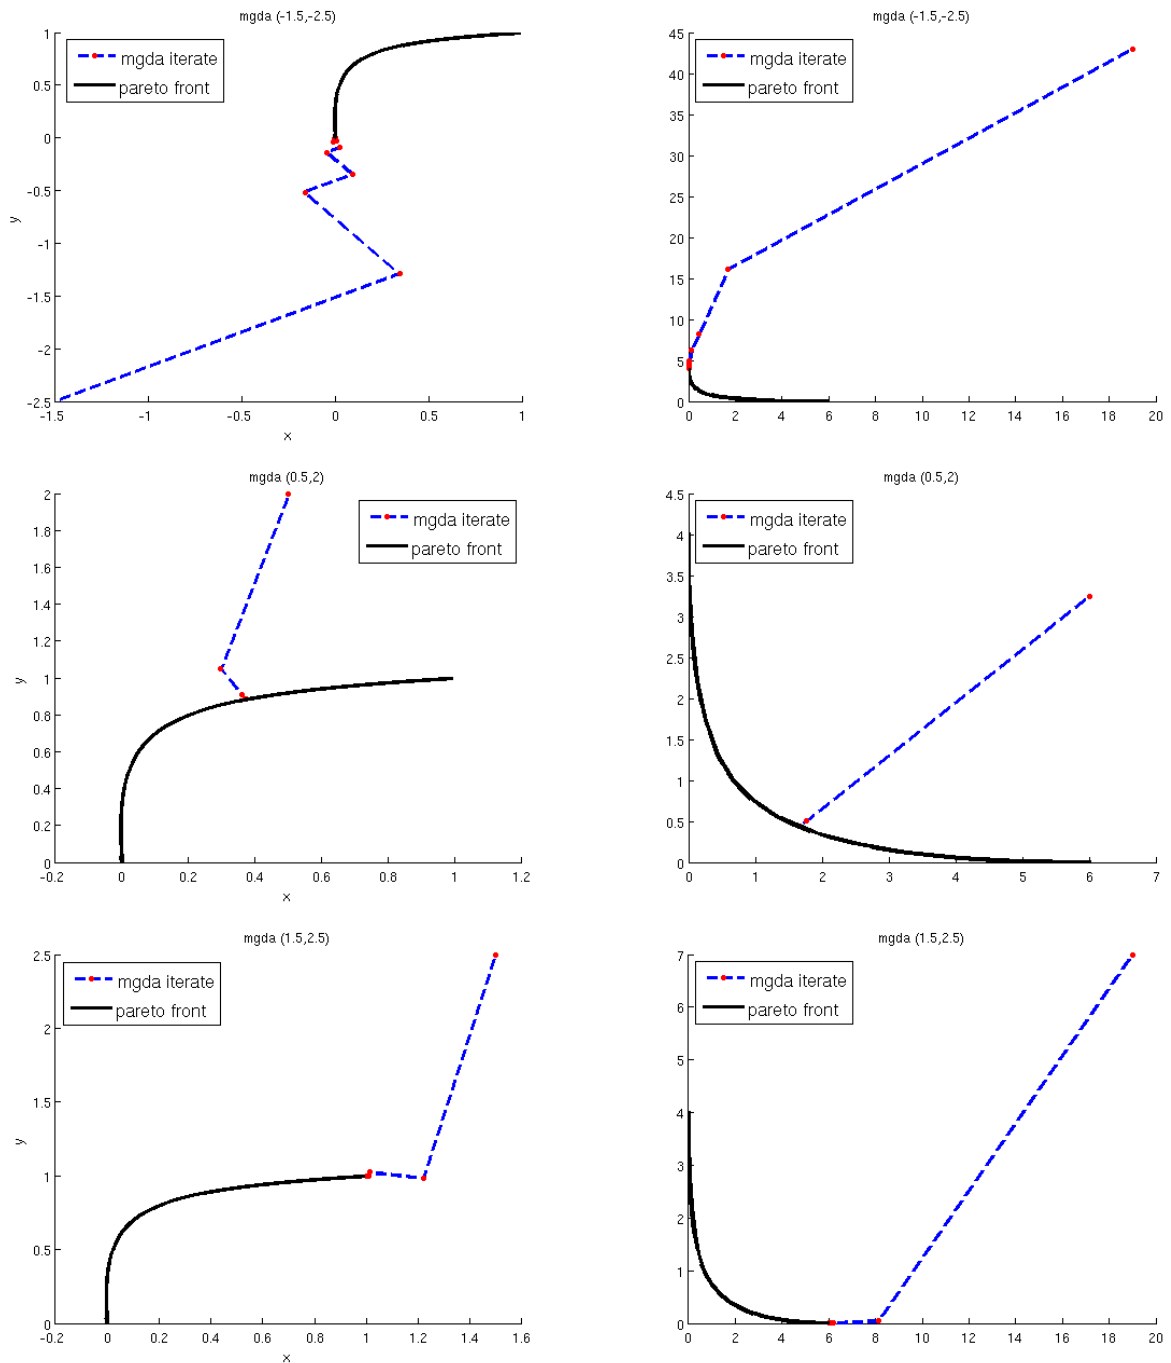 mgda (-1.5,-2.5)
mgda iterate
pareto front
1
0.5
0
-0.5
-1
-1.5
-2
-2.5
y
-1.5 -1 -0.5 0 0.5 1
x
mgda (-1.5,-2.5)
mgda iterate
pareto front
45
40
35
30
25
20
15
10
5
0
0 2 4 6 8 10 12 14 16 18 20
mgda (0.5,2)
mgda iterate
pareto front
2
1.8
1.6
1.4
1.2
1
0.8
0.6
0.4
0.2
0
y
-0.2 0 0.2 0.4 0.6 0.8 1 1.2
x
mgda (0.5,2)
mgda iterate
pareto front
4.5
4
3.5
3
2.5
2
1.5
1
0.5
0
0 1 2 3 4 5 6 7
mgda (1.5,2.5)
mgda iterate
pareto front
2.5
2
1.5
1
0.5
0
y
-0.2 0 0.2 0.4 0.6 0.8 1 1.2 1.4 1.6
x
mgda (1.5,2.5)
mgda iterate
pareto front
7
6
5
4
3
2
1
0
0 2 4 6 8 10 12 14 16 18 20